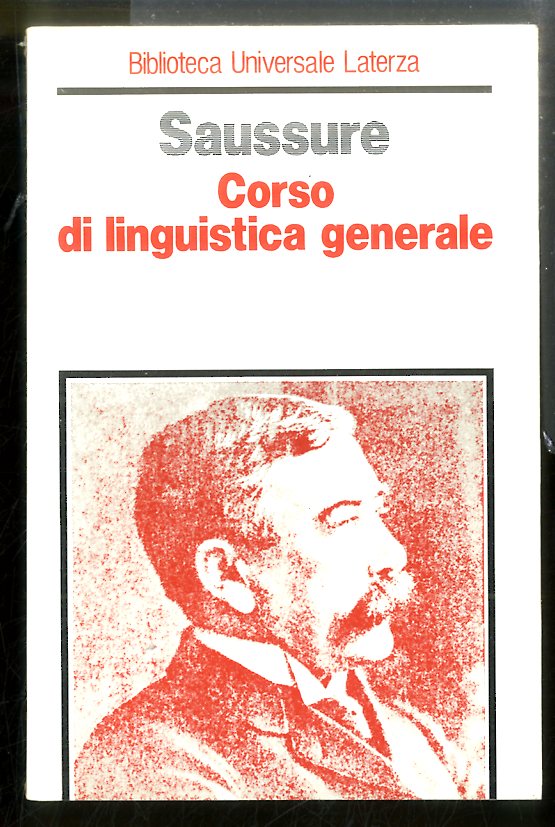 Biblioteca Universale Laterza
Saussure
Corso
di linguistica generale